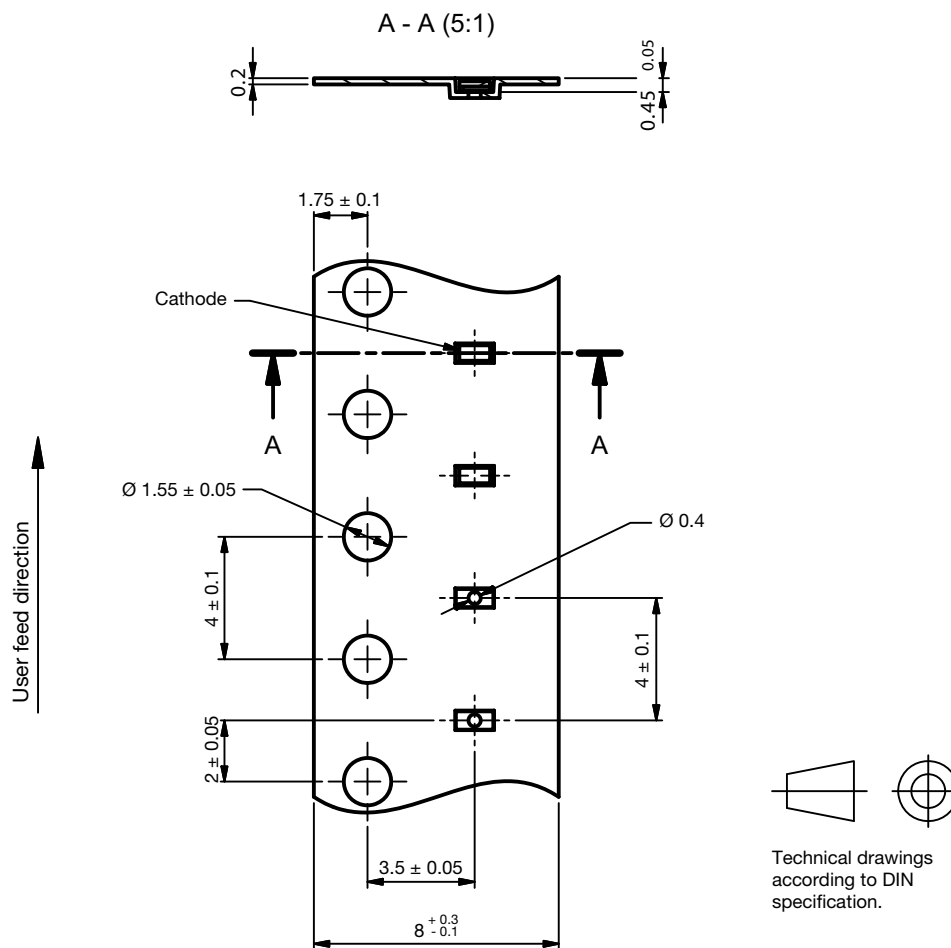 A - A (5:1)
0.2
0.05
0.45
1.75 ± 0.1
Cathode
A
A
Ø 1.55 ± 0.05
Ø 0.4
User feed direction
4 ± 0.1
4 ± 0.1
2 ± 0.05
3.5 ± 0.05
8 + 0.3 - 0.1
Technical drawings
according to DIN
specification.